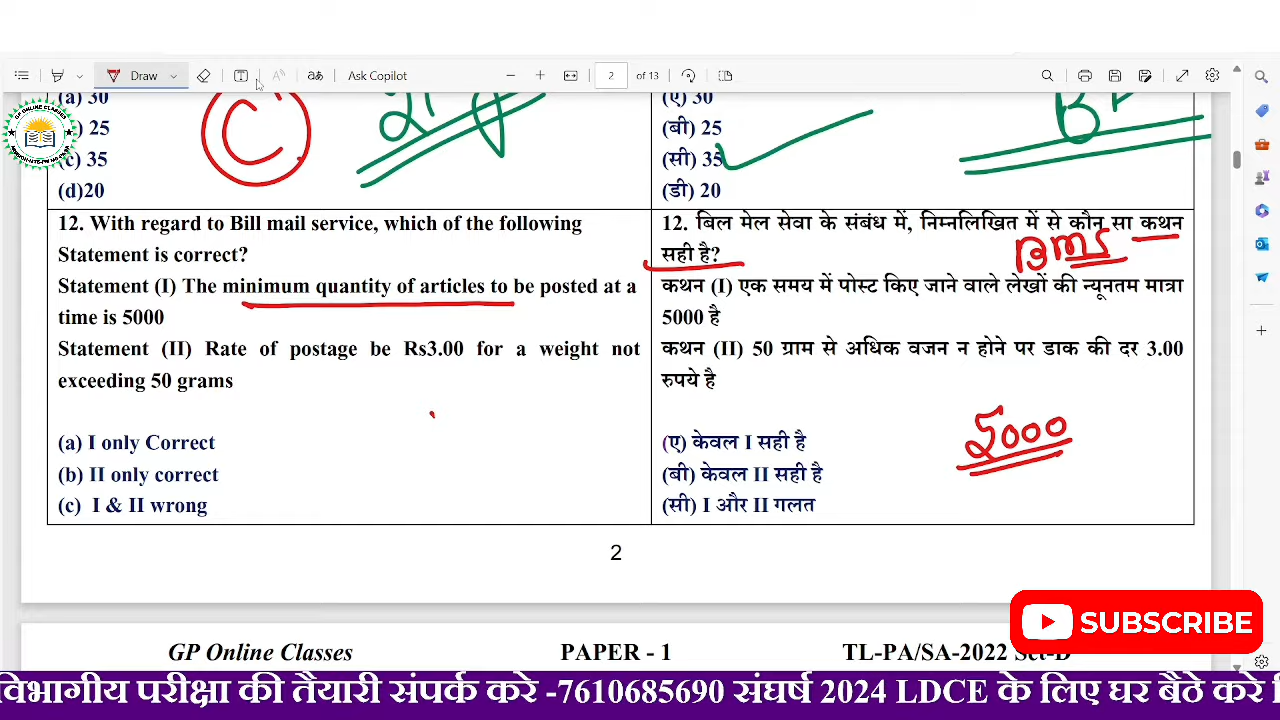 Draw
Ask Copilot
2 of 13
(a) 30
25
(c) 35
(d)20
C
(ए) 30
(बी) 25
(सी) 35
(डी) 20
12. With regard to Bill mail service, which of the following
Statement is correct?
Statement (I) The minimum quantity of articles to be posted at a
time is 5000
Statement (II) Rate of postage be Rs3.00 for a weight not
exceeding 50 grams
(a) I only Correct
(b) II only correct
(c) I & II wrong
12. बिल मेल सेवा के संबंध में, निम्नलिखित में से कौन सा कथन
सही है?
BMS
कथन (I) एक समय में पोस्ट किए जाने वाले लेखों की न्यूनतम मात्रा
5000 है
कथन (II) 50 ग्राम से अधिक वजन न होने पर डाक की दर 3.00
रुपये है
5000
(ए) केवल I सही है
(बी) केवल II सही है
(सी) I और II गलत
2
SUBSCRIBE
GP Online Classes PAPER - 1 TL-PA/SA-2022 Set-D
विभागीय परीक्षा की तैयारी संपर्क करे -7610685690 संघर्ष 2024 LDCE के लिए घर बैठे करे